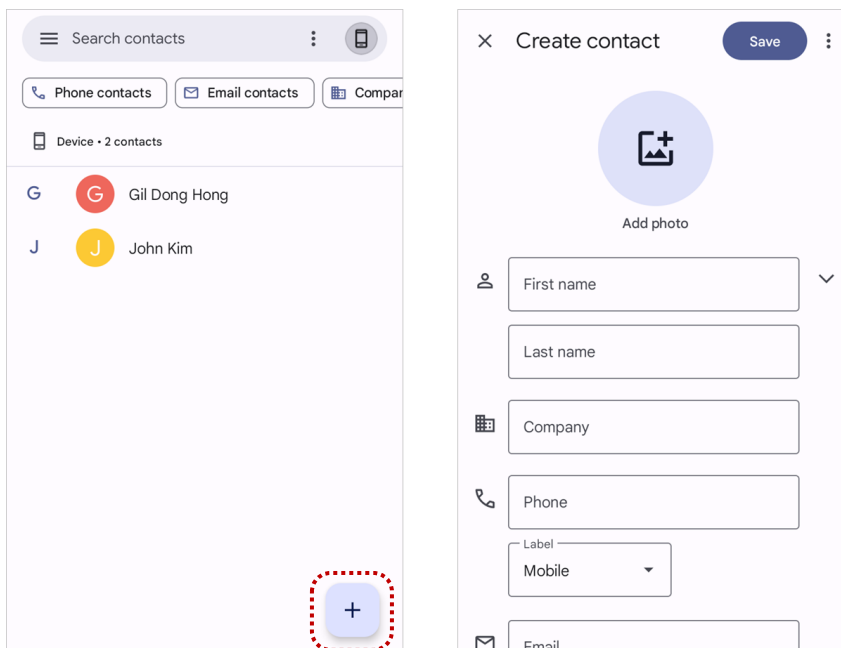 Search contacts
Phone contacts
Email contacts
Compar
Device • 2 contacts
G
G
Gil Dong Hong
J
J
John Kim
+
Create contact
Save
Add photo
First name
Last name
Company
Phone
Label
Mobile
Email